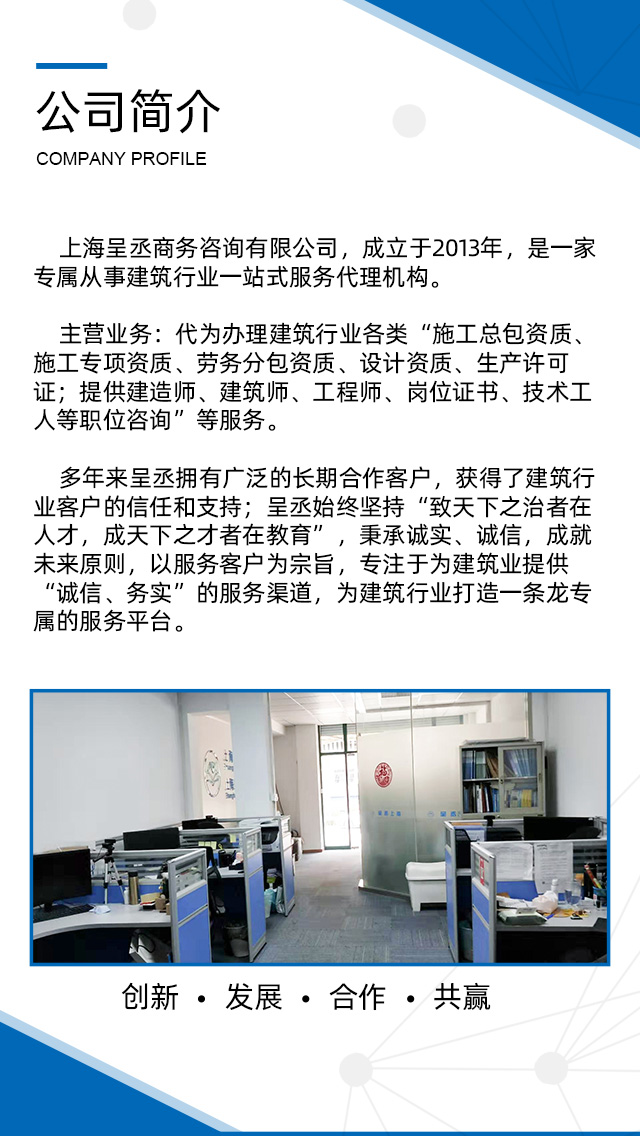 公司简介
COMPANY PROFILE
上海呈丞商务咨询有限公司，成立于2013年，是一家
专属从事建筑行业一站式服务代理机构。
主营业务：代为办理建筑行业各类“施工总包资质、
施工专项资质、劳务分包资质、设计资质、生产许可
证；提供建造师、建筑师、工程师、岗位证书、技术工
人等职位咨询”等服务。
多年来呈丞拥有广泛的长期合作客户，获得了建筑行
业客户的信任和支持；呈丞始终坚持“致天下之治者在
人才，成天下之才者在教育”，秉承诚实、诚信，成就
未来原则，以服务客户为宗旨，专注于为建筑业提供
“诚信、务实”的服务渠道，为建筑行业打造一条龙专
属的服务平台。
创新 • 发展 • 合作 • 共赢